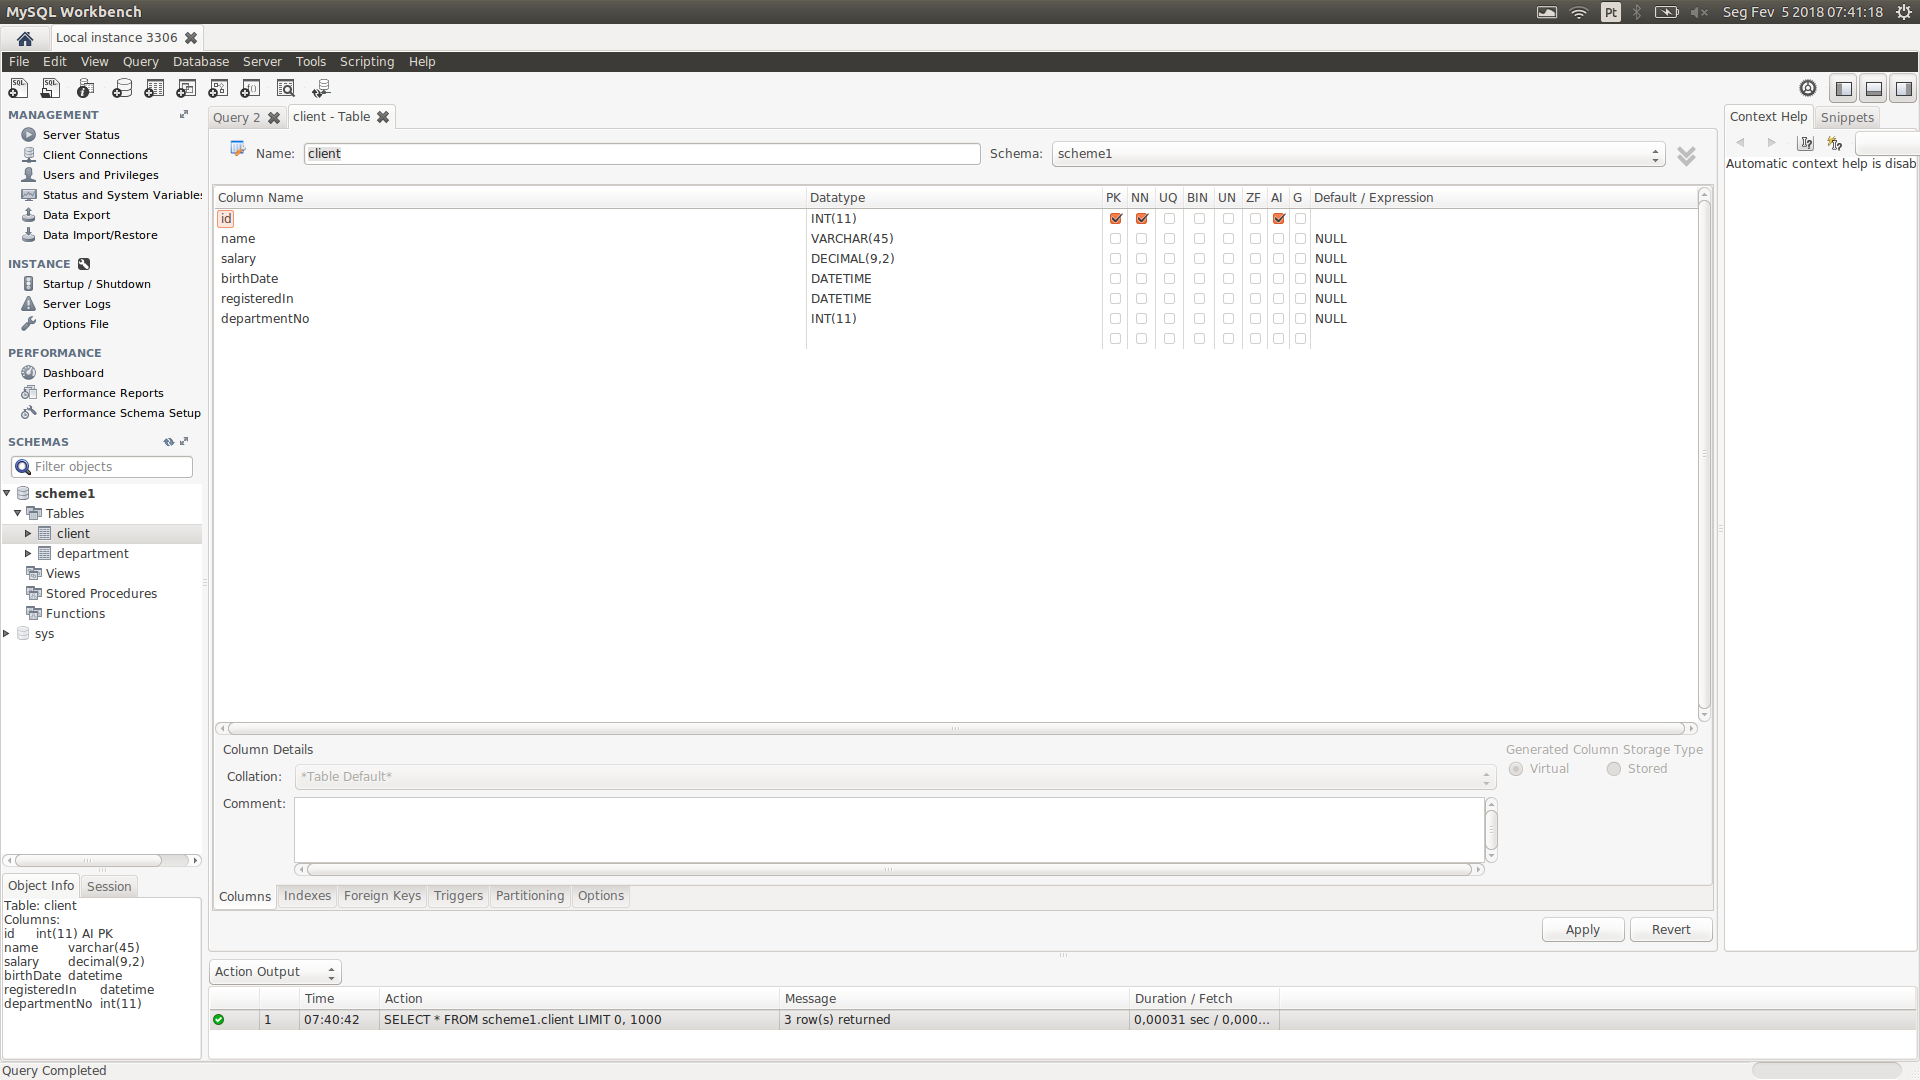 MySQL Workbench
Pt
Seg Fev 5 2018 07:41:18
Local instance 3306
File Edit View Query Database Server Tools Scripting Help
MANAGEMENT
Server Status
Client Connections
Users and Privileges
Status and System Variables
Data Export
Data Import/Restore
INSTANCE
Startup / Shutdown
Server Logs
Options File
PERFORMANCE
Dashboard
Performance Reports
Performance Schema Setup
SCHEMAS
Filter objects
scheme1
Tables
client
department
Views
Stored Procedures
Functions
sys
Object Info Session
Table: client
Columns:
id int(11) AI PK
name varchar(45)
salary decimal(9,2)
birthDate datetime
registeredIn datetime
departmentNo int(11)
Query 2 client - Table
Name: client Schema: scheme1
Column Name Datatype PK NN UQ BIN UN ZF AI G Default / Expression
id INT(11)
name VARCHAR(45) NULL
salary DECIMAL(9,2) NULL
birthDate DATETIME NULL
registeredIn DATETIME NULL
departmentNo INT(11) NULL
Column Details
Generated Column Storage Type
Collation: *Table Default*
Virtual Stored
Comment:
Columns Indexes Foreign Keys Triggers Partitioning Options
Apply Revert
Action Output
Time Action Message Duration / Fetch
1 07:40:42 SELECT * FROM scheme1.client LIMIT 0, 1000 3 row(s) returned 0,00031 sec / 0,000...
Context Help Snippets
Automatic context help is disab
Query Completed